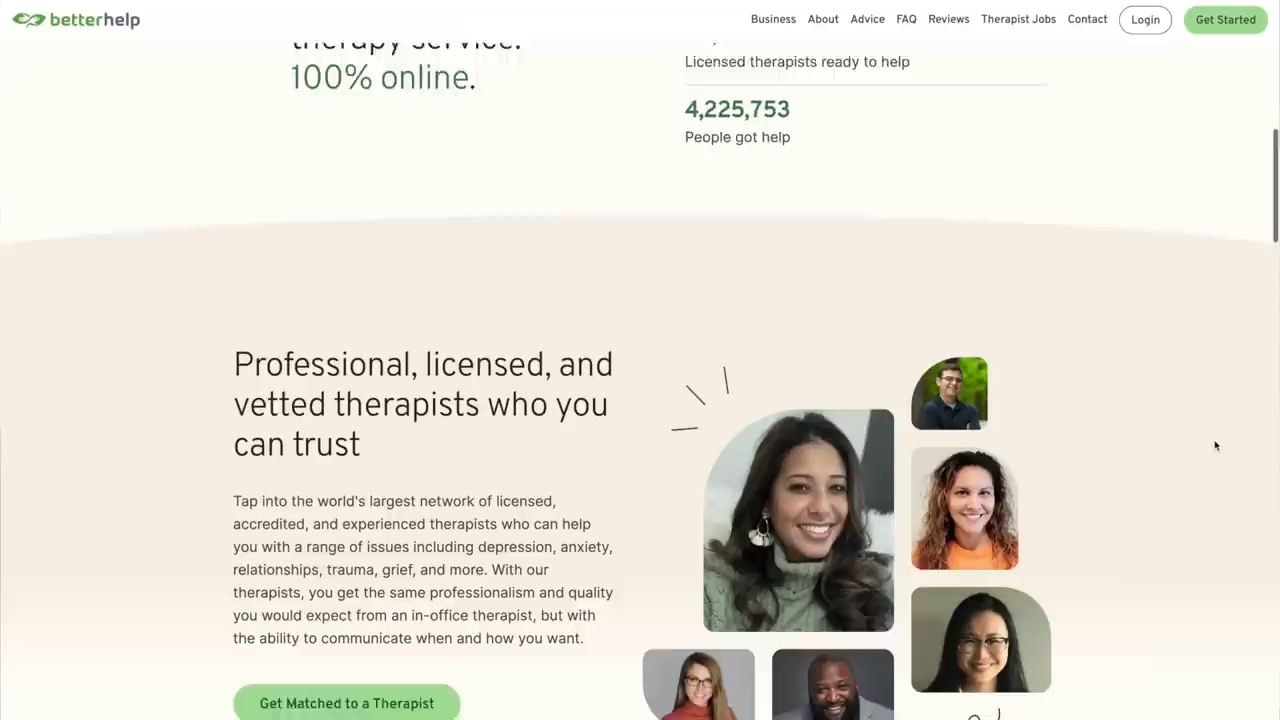 betterhelp
Business About Advice FAQ Reviews Therapist Jobs Contact Login Get Started
therapy service.
100% online.
Licensed therapists ready to help
4,225,753
People got help
Professional, licensed, and
vetted therapists who you
can trust
Tap into the world's largest network of licensed,
accredited, and experienced therapists who can help
you with a range of issues including depression, anxiety,
relationships, trauma, grief, and more. With our
therapists, you get the same professionalism and quality
you would expect from an in-office therapist, but with
the ability to communicate when and how you want.
Get Matched to a Therapist